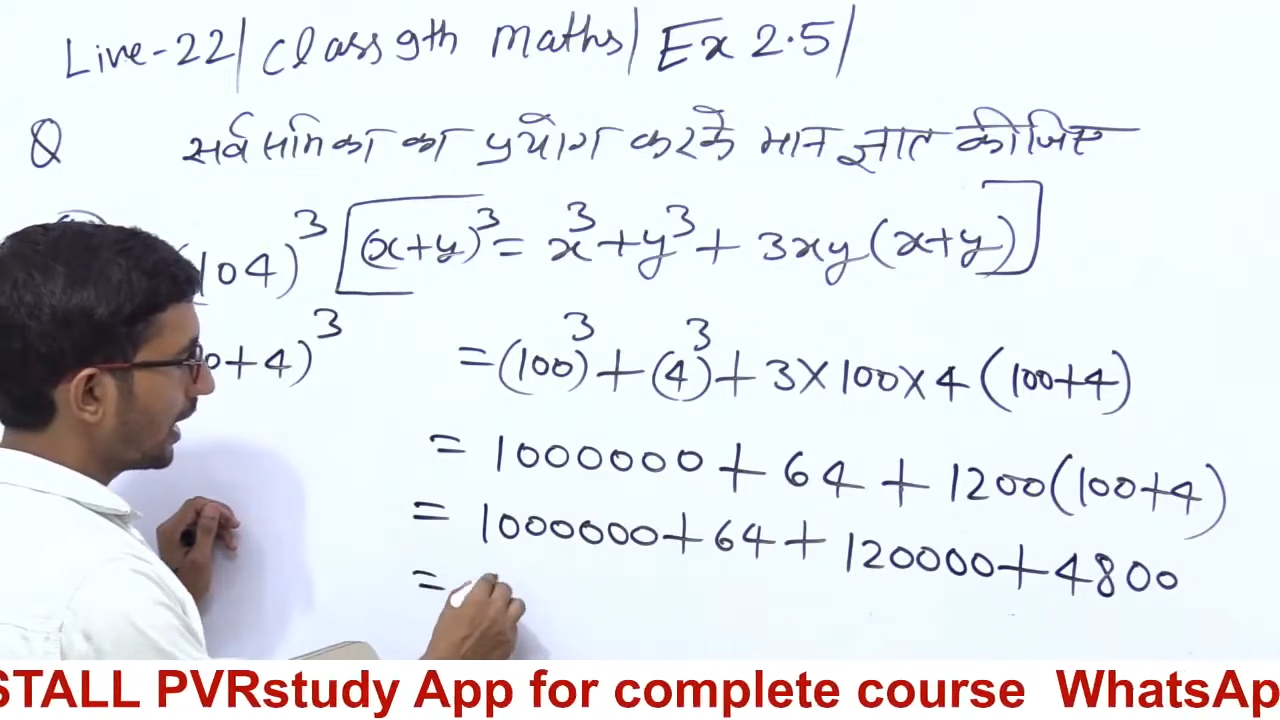 Live-22| class 9th maths| Ex 2.5|
Q सर्वसमिका का प्रयोग करके मान ज्ञात कीजिए
104)³ [(x+y)³ = x³+y³+ 3xy(x+y)]
0+4)³ = (100)³+(4)³+3×100×4(100+4)
= 1000000+64+1200(100+4)
= 1000000+64+120000+4800
=
STALL PVRstudy App for complete course WhatsAp